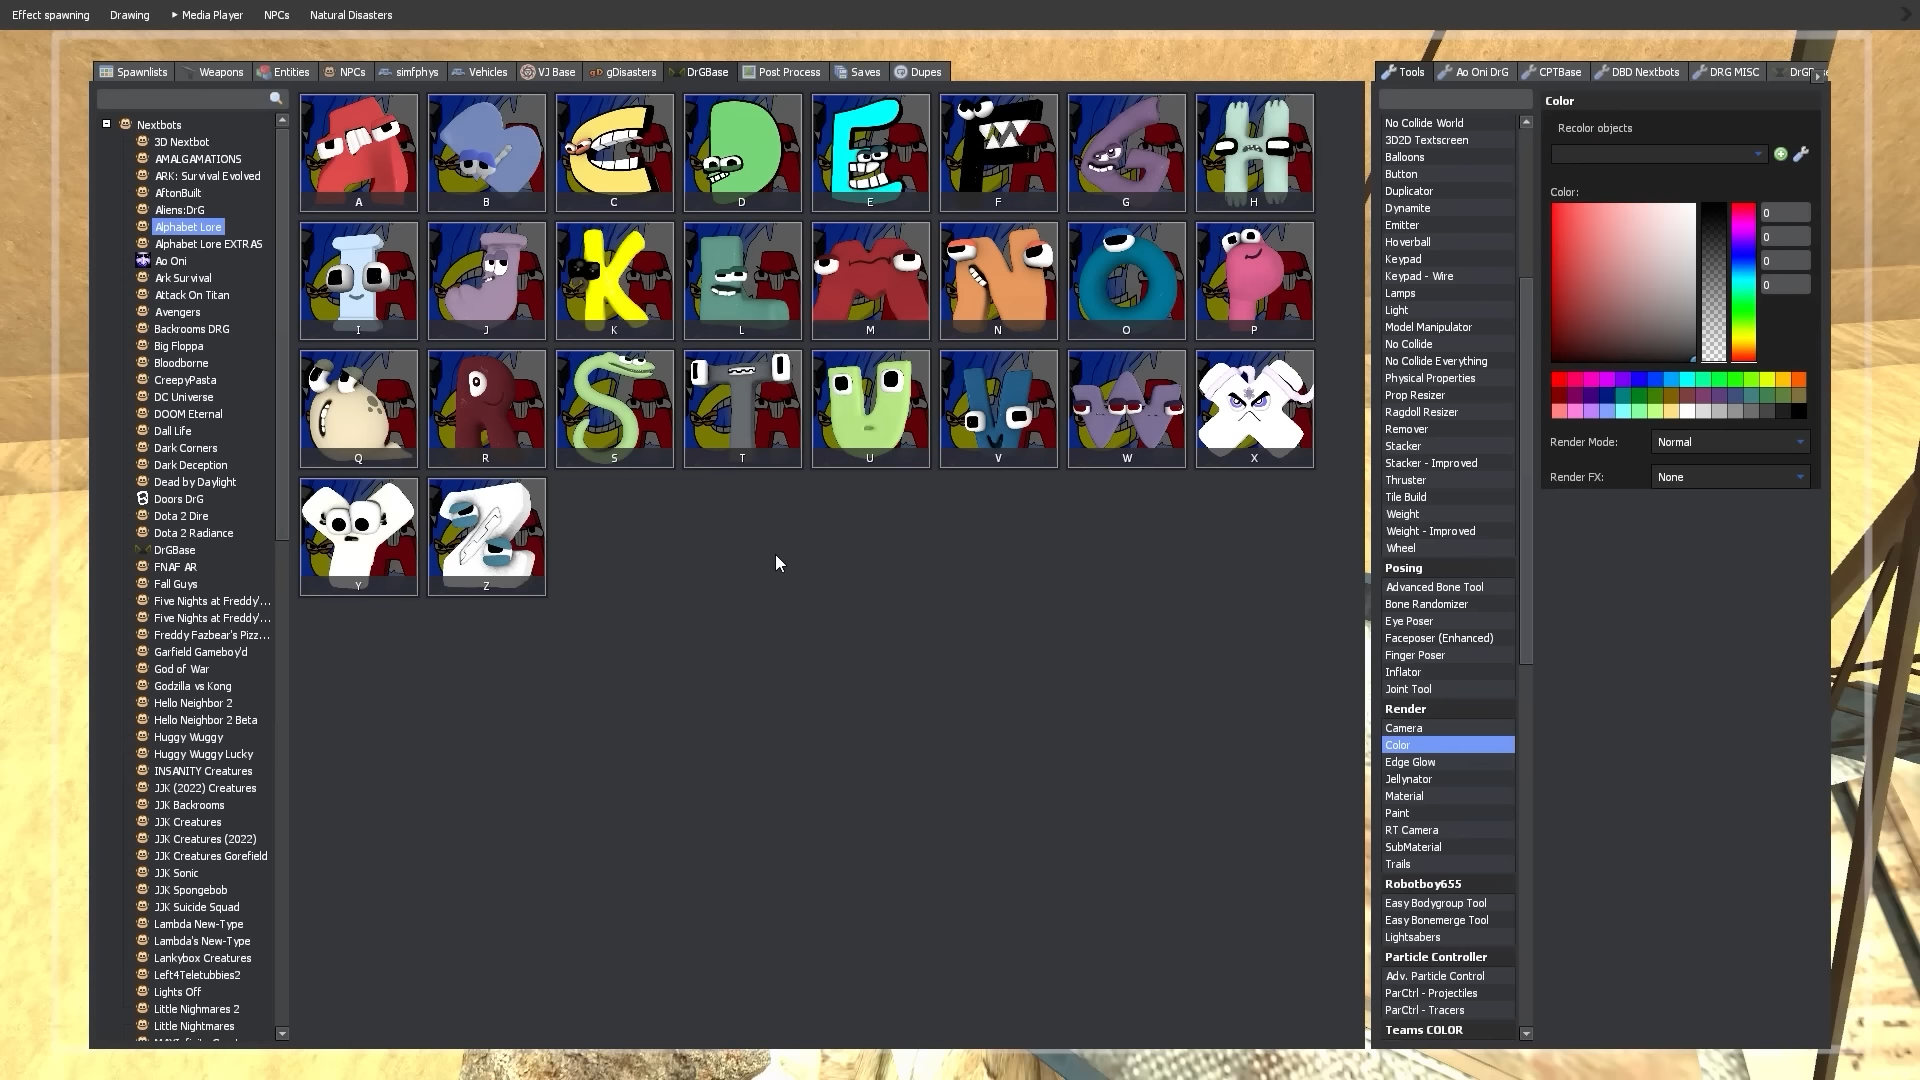 Effect spawning
Drawing
Media Player
NPCs
Natural Disasters
Spawnlists
Weapons
Entities
NPCs
simfphys
Vehicles
VJ Base
gDisasters
DrGBase
Post Process
Saves
Dupes
Nextbots
3D Nextbot
AMALGAMATIONS
ARK: Survival Evolved
AftonBuilt
Aliens:DrG
Alphabet Lore
Alphabet Lore EXTRAS
Ao Oni
Ark Survival
Attack On Titan
Avengers
Backrooms DRG
Big Floppa
Bloodborne
CreepyPasta
DC Universe
DOOM Eternal
Dall Life
Dark Corners
Dark Deception
Dead by Daylight
Doors DrG
Dota 2 Dire
Dota 2 Radiance
DrGBase
FNAF AR
Fall Guys
Five Nights at Freddy'...
Five Nights at Freddy'...
Freddy Fazbear's Pizz...
Garfield Gameboy'd
God of War
Godzilla vs Kong
Hello Neighbor 2
Hello Neighbor 2 Beta
Huggy Wuggy
Huggy Wuggy Lucky
INSANITY Creatures
JJK (2022) Creatures
JJK Backrooms
JJK Creatures
JJK Creatures (2022)
JJK Creatures Gorefield
JJK Sonic
JJK Spongebob
JJK Suicide Squad
Lambda New-Type
Lambda's New-Type
Lankybox Creatures
Left4Teletubbies2
Lights Off
Little Nighmares 2
Little Nightmares
A
B
C
D
E
F
G
H
I
J
K
L
M
N
O
P
Q
R
S
T
U
V
W
X
Y
Z
Tools
Ao Oni DrG
CPTBase
DBD Nextbots
DRG MISC
No Collide World
3D2D Textscreen
Balloons
Button
Duplicator
Dynamite
Emitter
Hoverball
Keypad
Keypad - Wire
Lamps
Light
Model Manipulator
No Collide
No Collide Everything
Physical Properties
Prop Resizer
Ragdoll Resizer
Remover
Stacker
Stacker - Improved
Thruster
Tile Build
Weight
Weight - Improved
Wheel
Posing
Advanced Bone Tool
Bone Randomizer
Eye Poser
Faceposer (Enhanced)
Finger Poser
Inflator
Joint Tool
Render
Camera
Color
Edge Glow
Jellynator
Material
Paint
RT Camera
SubMaterial
Trails
Robotboy655
Easy Bodygroup Tool
Easy Bonemerge Tool
Lightsabers
Particle Controller
Adv. Particle Control
ParCtrl - Projectiles
ParCtrl - Tracers
Teams COLOR
Color
Recolor objects
Color:
0
0
0
0
Render Mode:
Normal
Render FX:
None